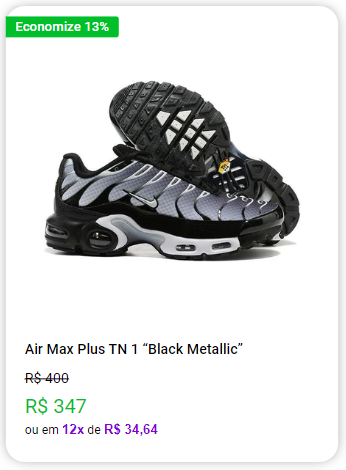 Economize 13%
Air Max Plus TN 1 “Black Metallic”
R$ 400
R$ 347
ou em 12x de R$ 34,64